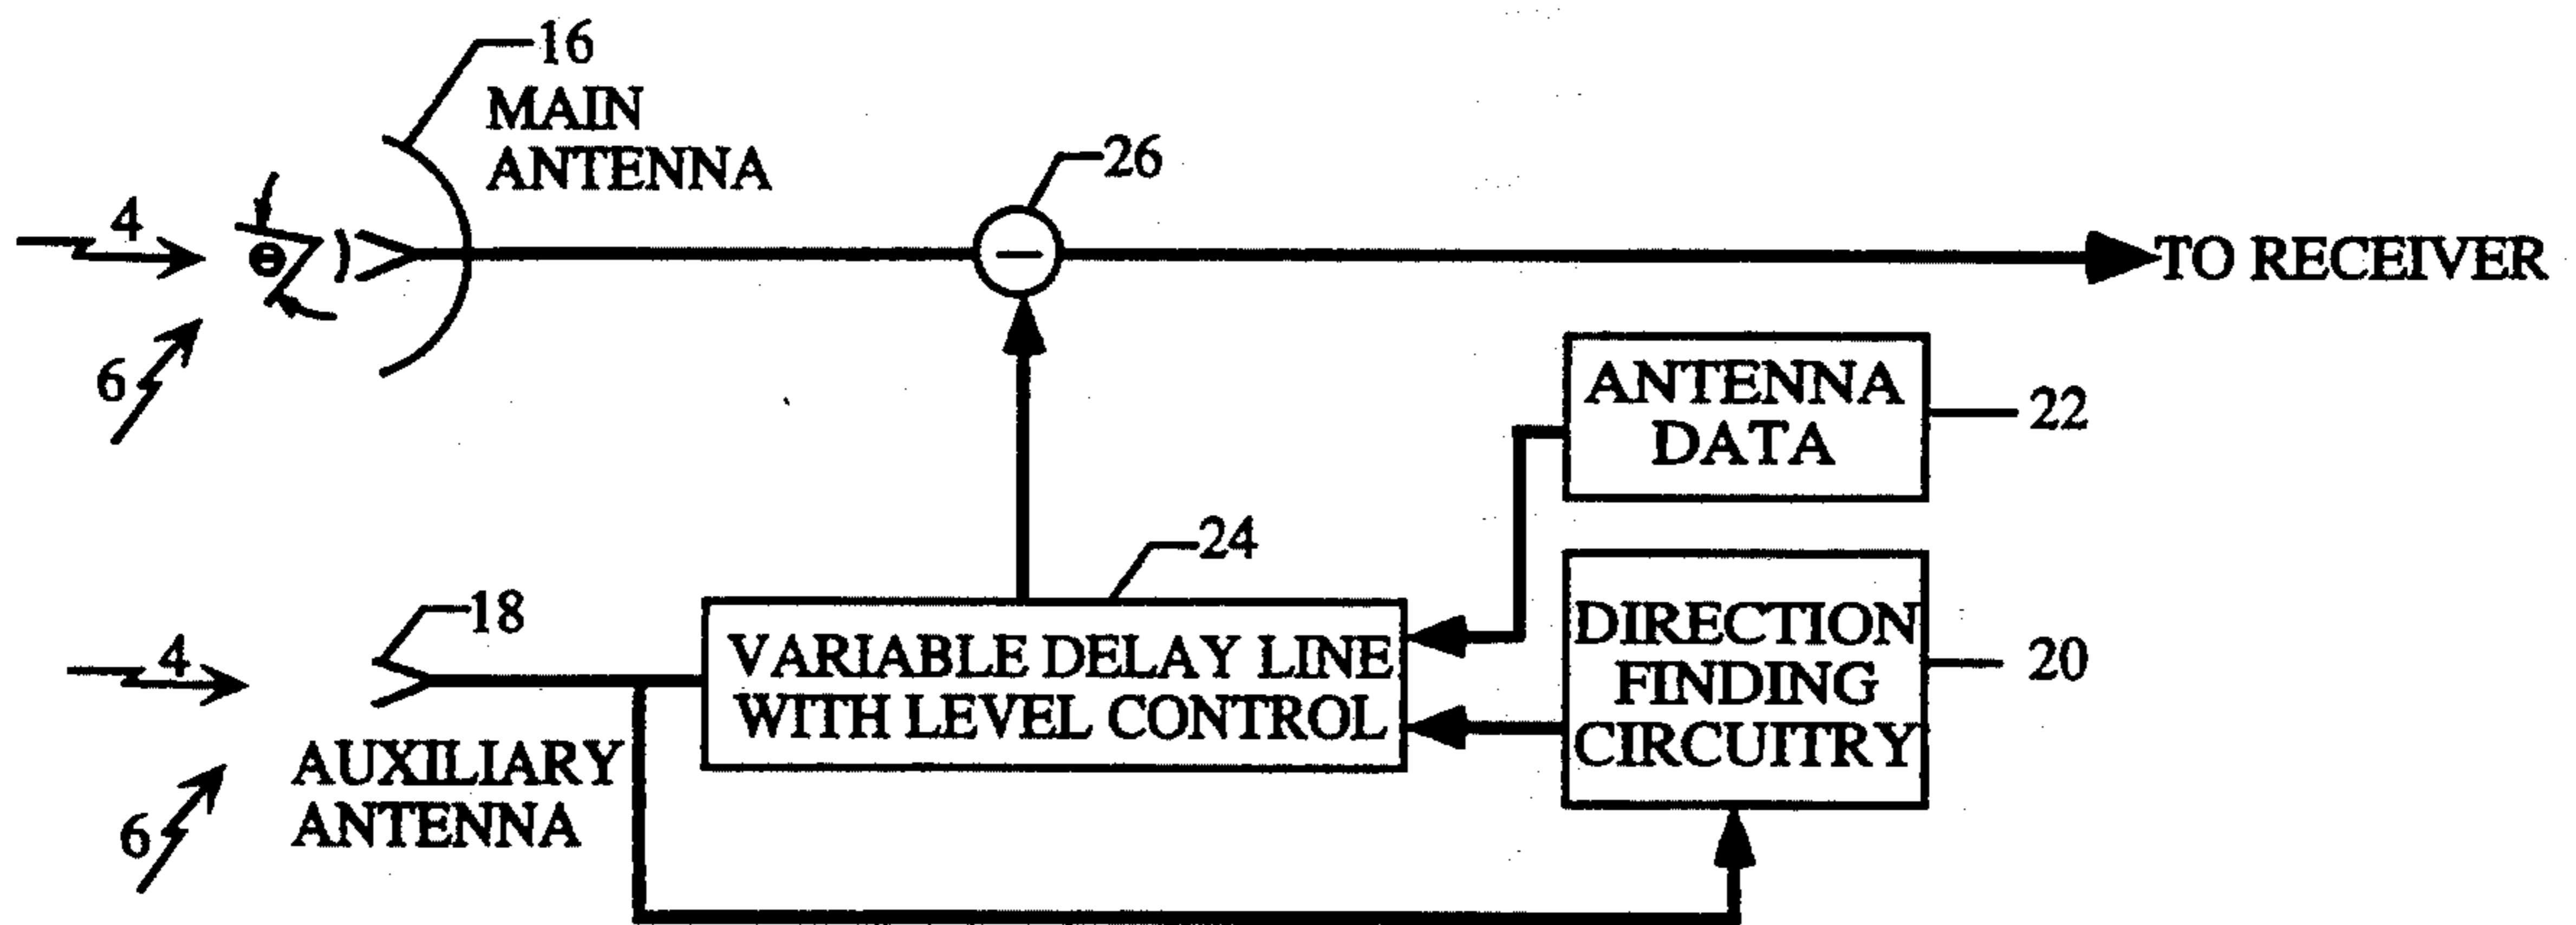 16
MAIN
ANTENNA
26
4
Θ
TO RECEIVER
6
ANTENNA
DATA
22
24
18
4
VARIABLE DELAY LINE
WITH LEVEL CONTROL
DIRECTION
FINDING
CIRCUITRY
20
AUXILIARY
ANTENNA
6